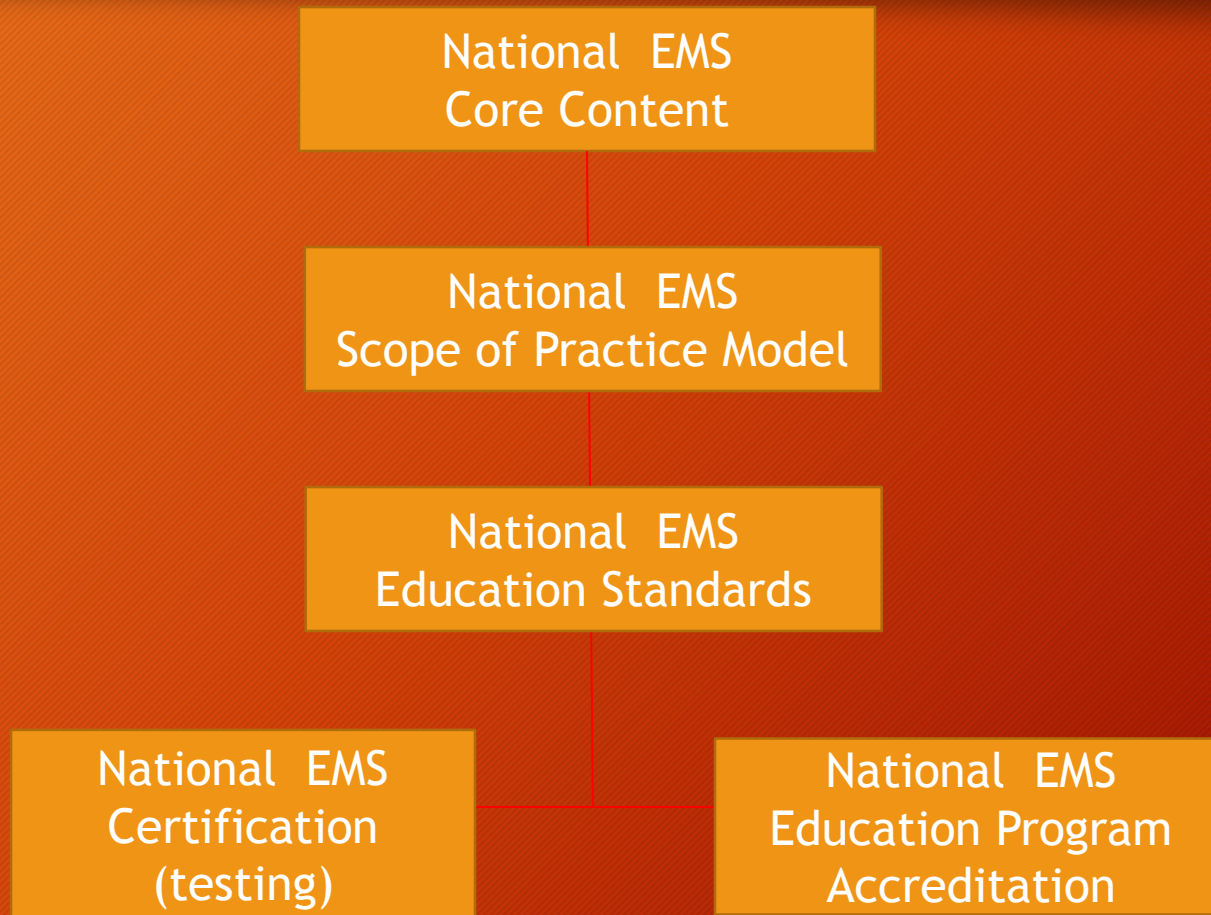 National EMS
Core Content
National EMS
Scope of Practice Model
National EMS
Education Standards
National EMS
Certification
(testing)
National EMS
Education Program
Accreditation